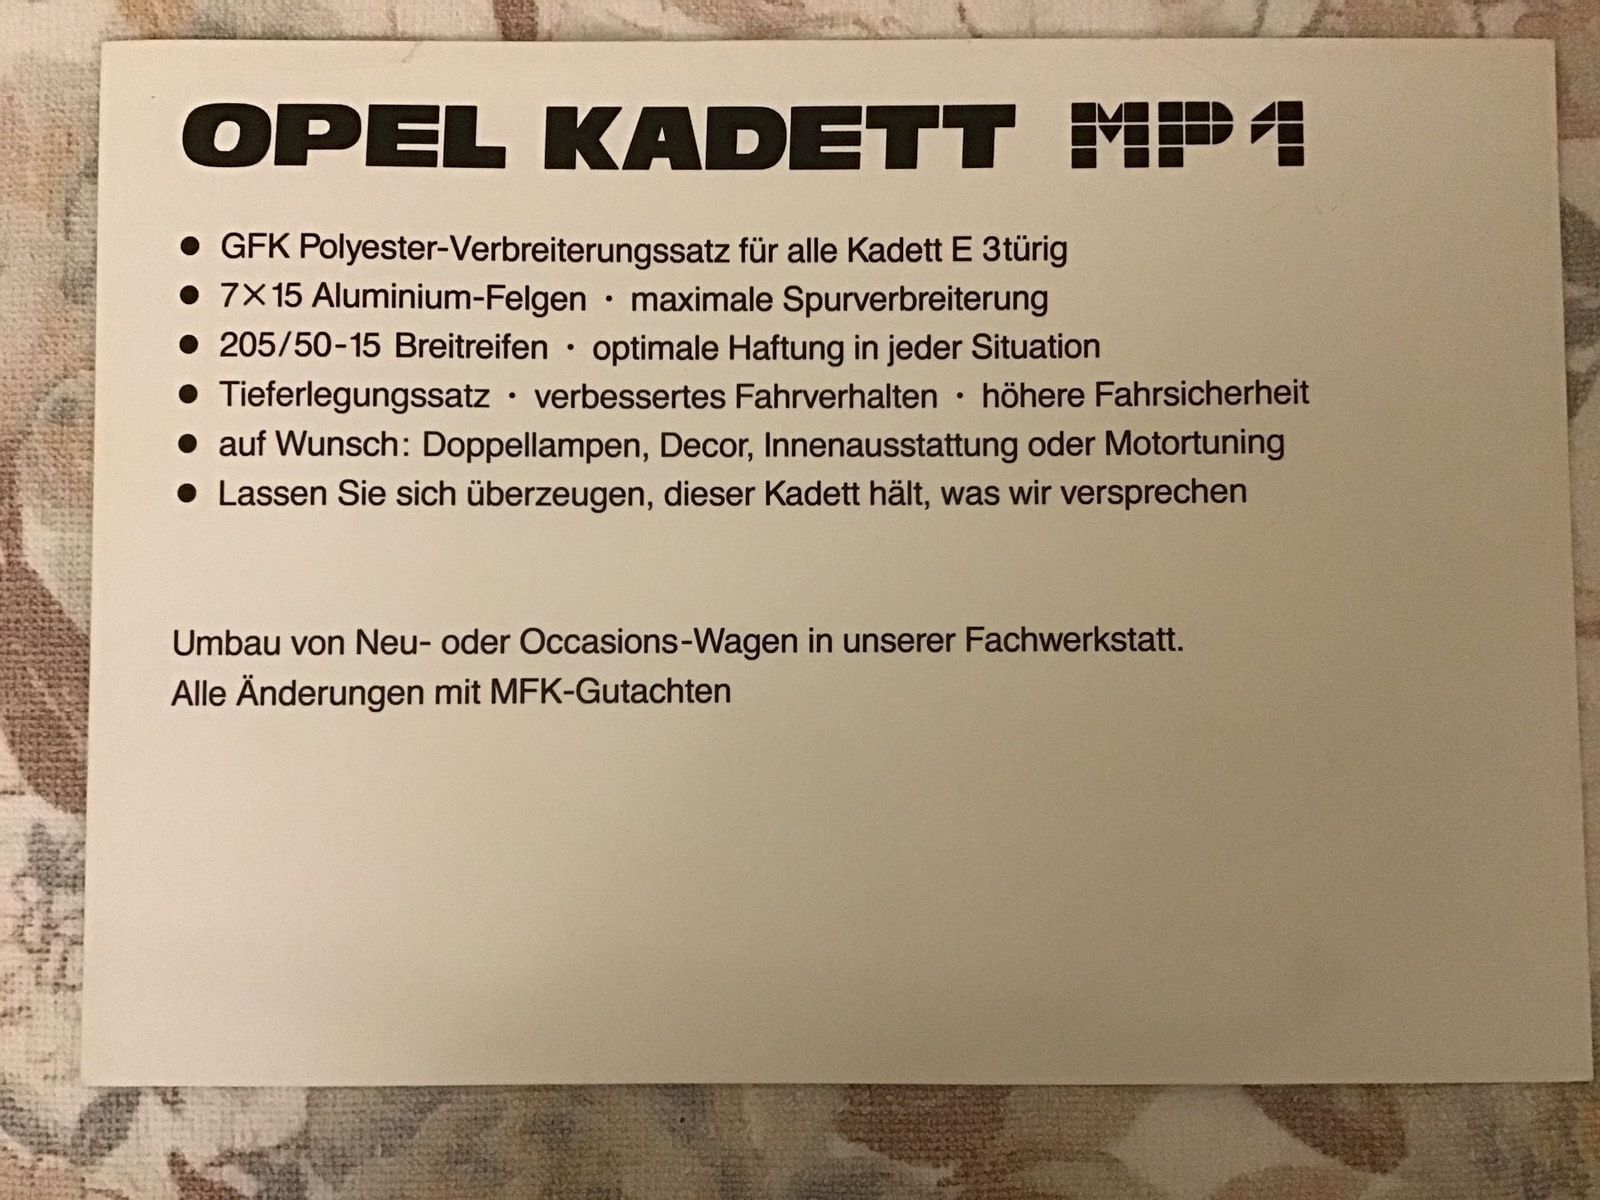 OPEL KADETT MP1
● GFK Polyester-Verbreiterungssatz für alle Kadett E 3türig
● 7×15 Aluminium-Felgen · maximale Spurverbreiterung
● 205/50-15 Breitreifen · optimale Haftung in jeder Situation
● Tieferlegungssatz · verbessertes Fahrverhalten · höhere Fahrsicherheit
● auf Wunsch: Doppellampen, Decor, Innenausstattung oder Motortuning
● Lassen Sie sich überzeugen, dieser Kadett hält, was wir versprechen
Umbau von Neu- oder Occasions-Wagen in unserer Fachwerkstatt.
Alle Änderungen mit MFK-Gutachten